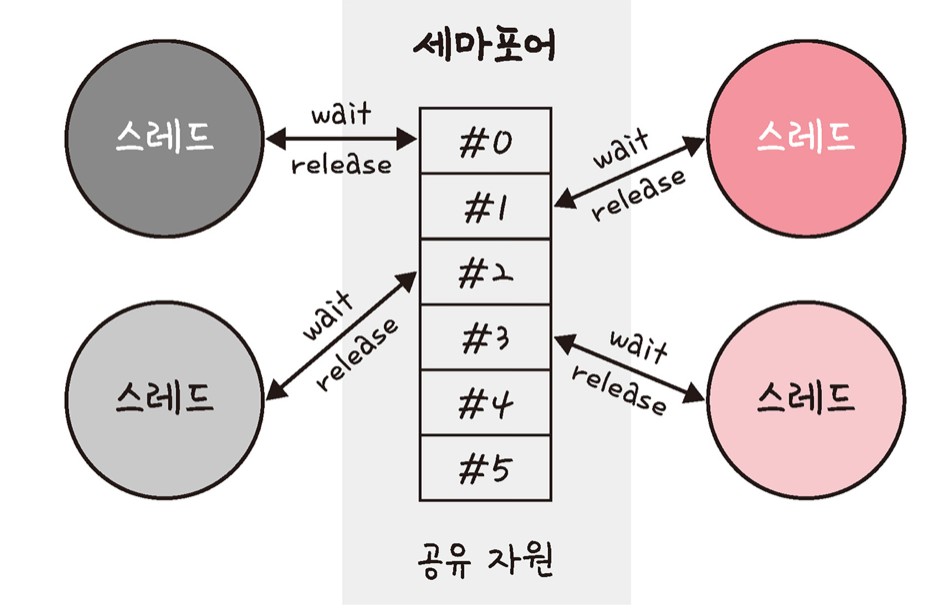 세마포어
스레드
wait
release
#0
#1
#2
#3
#4
#5
wait
release
스레드
스레드
wait
release
wait
release
스레드
공유 자원